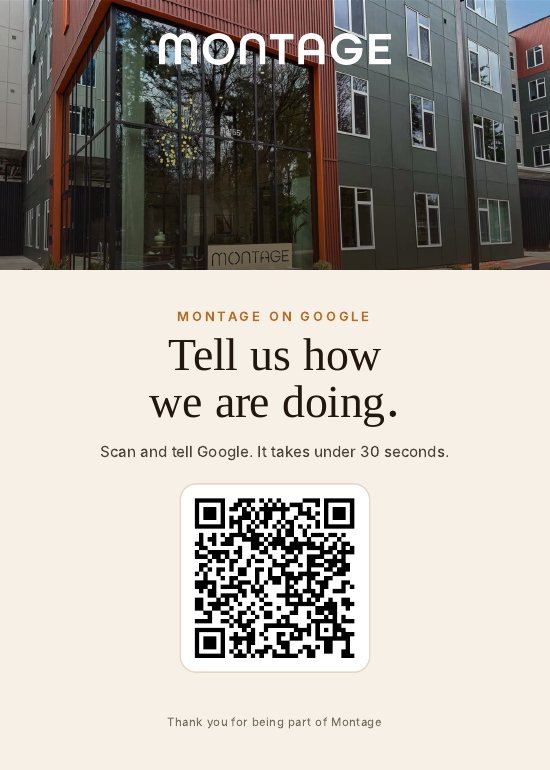 MONTAGE
MONTAGE
MONTAGE ON GOOGLE
Tell us how
we are doing.
Scan and tell Google. It takes under 30 seconds.
Thank you for being part of Montage